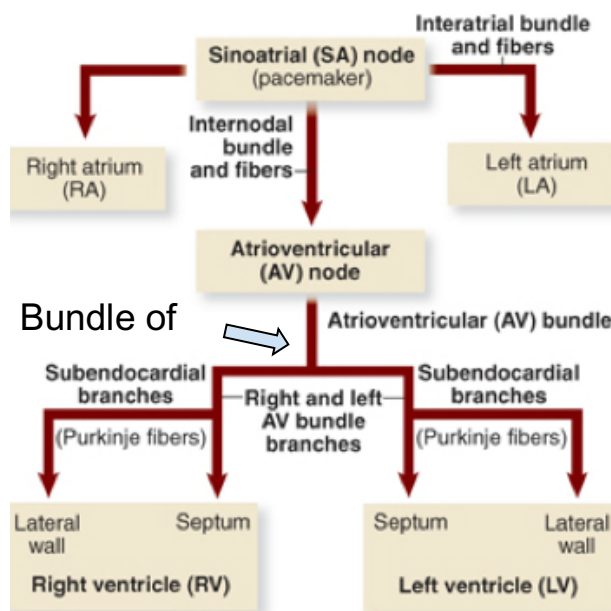 Interatrial bundle
and fibers
Sinoatrial (SA) node
(pacemaker)
Internodal
bundle
and fibers
Right atrium
(RA)
Left atrium
(LA)
Atrioventricular
(AV) node
Bundle of
Atrioventricular (AV) bundle
Subendocardial
branches
(Purkinje fibers)
Right and left
AV bundle
branches
Subendocardial
branches
(Purkinje fibers)
Lateral
wall
Septum
Right ventricle (RV)
Septum
Lateral
wall
Left ventricle (LV)